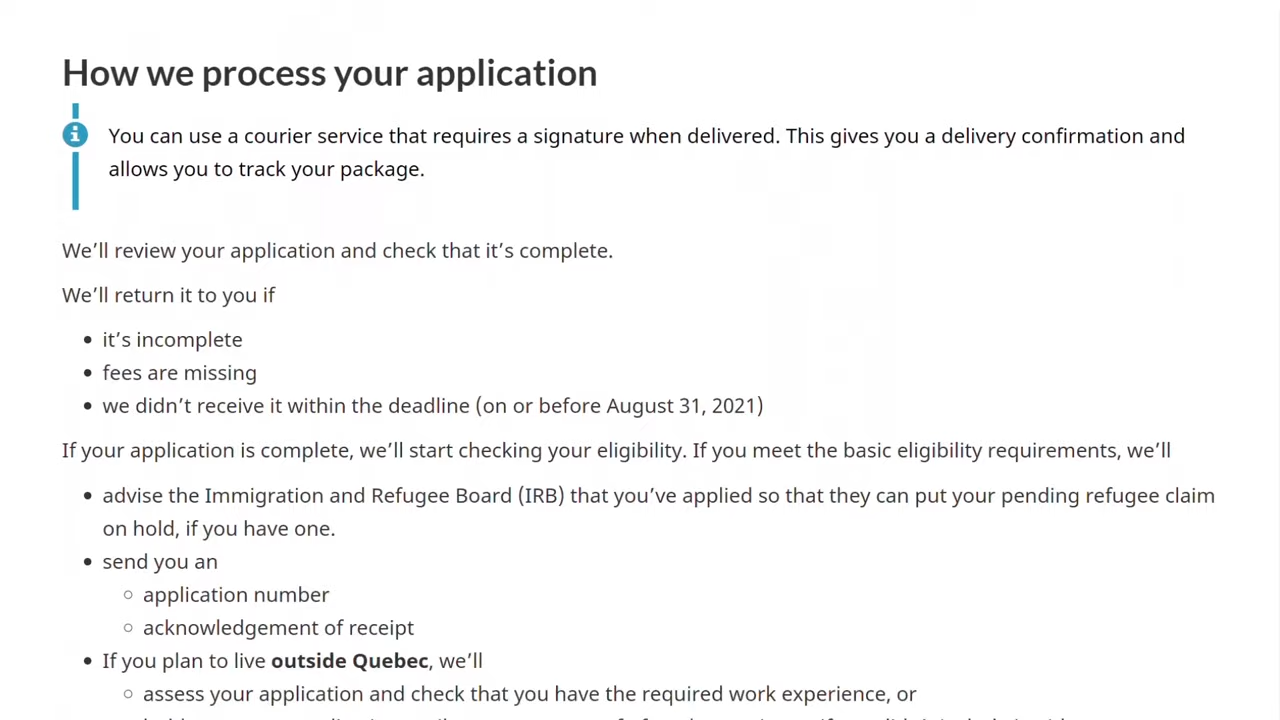 How we process your application
You can use a courier service that requires a signature when delivered. This gives you a delivery confirmation and
allows you to track your package.
We’ll review your application and check that it’s complete.
We’ll return it to you if
it’s incomplete
fees are missing
we didn’t receive it within the deadline (on or before August 31, 2021)
If your application is complete, we’ll start checking your eligibility. If you meet the basic eligibility requirements, we’ll
advise the Immigration and Refugee Board (IRB) that you’ve applied so that they can put your pending refugee claim
on hold, if you have one.
send you an
application number
acknowledgement of receipt
If you plan to live outside Quebec, we’ll
assess your application and check that you have the required work experience, or